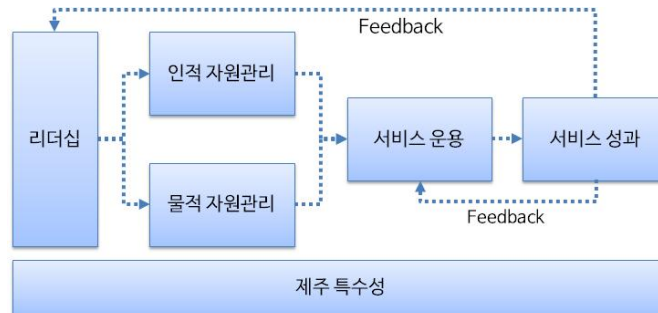 Feedback
인적 자원관리
리더십
서비스 운용
서비스 성과
물적 자원관리
Feedback
제주 특수성